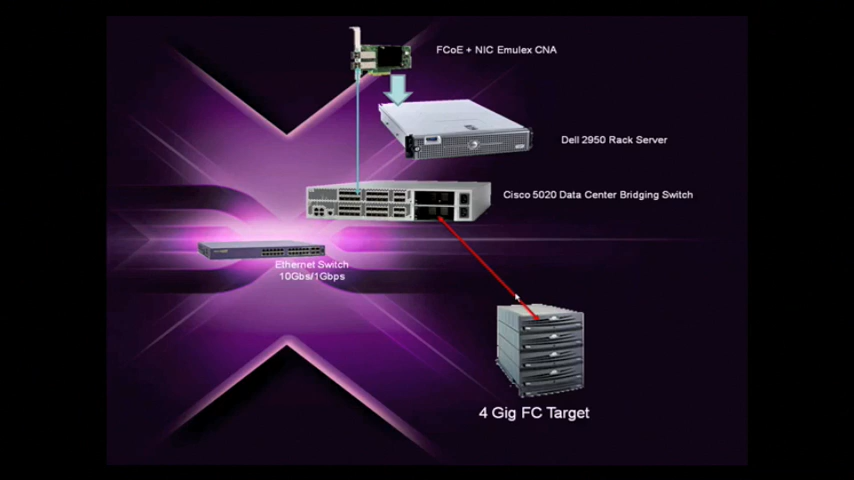 FCoE + NIC Emulex CNA
Dell 2950 Rack Server
Cisco 5020 Data Center Bridging Switch
Ethernet Switch
10Gbs/1Gbps
4 Gig FC Target